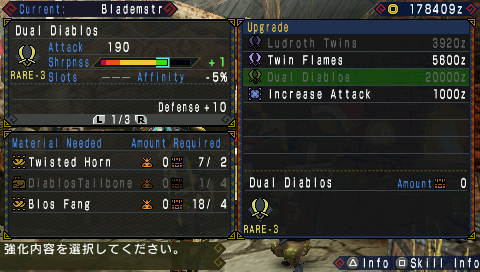 Current: Blademstr
178409z
Dual Diablos
Attack 190
Shrpnss +1
RARE-3 Slots --- Affinity -5%
Defense+10
L 1/3 R
Upgrade
Ludroth Twins 3920z
Twin Flames 5600z
Dual Diablos 20000z
Increase Attack 1000z
Material Needed Amount Required
Twisted Horn 0 7/ 2
DiablosTailbone 0 1/ 4
Blos Fang 0 18/ 4
Dual Diablos Amount 0
RARE-3
強化内容を選択してください。
△ Info □ Skill Info